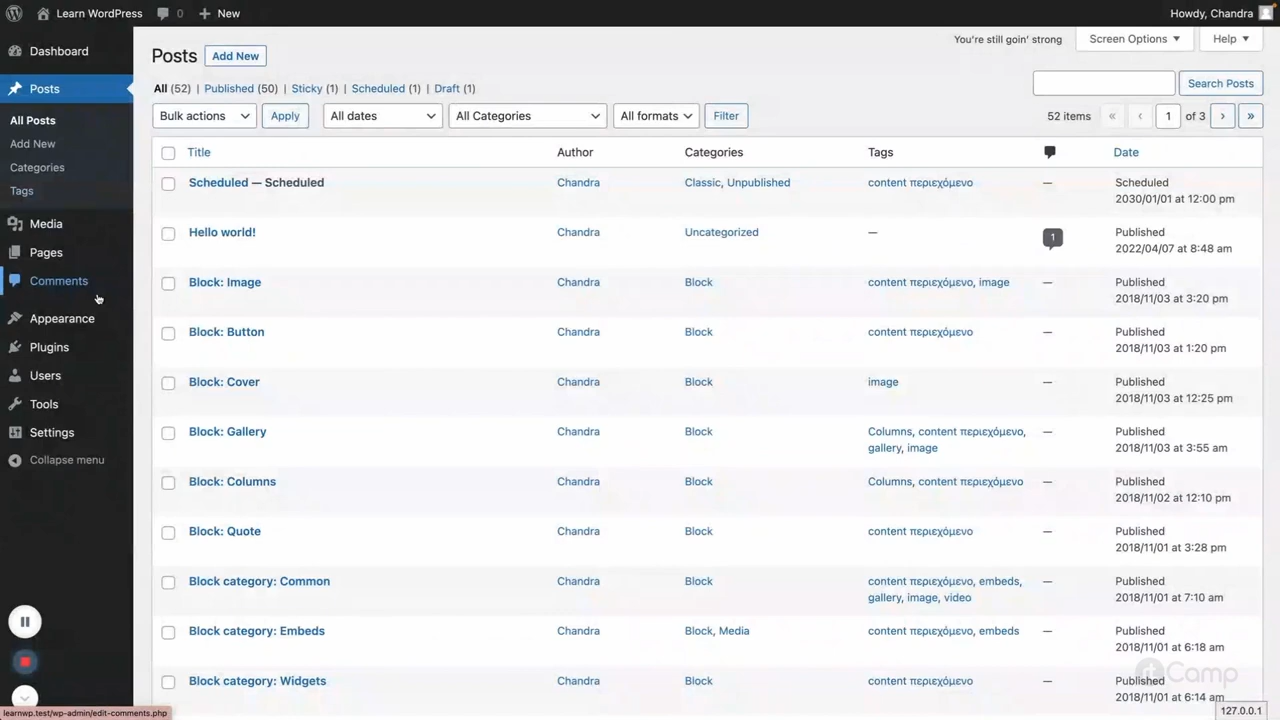 Learn WordPress 0 New Howdy, Chandra
Dashboard
Posts
All Posts
Add New
Categories
Tags
Media
Pages
Comments
Appearance
Plugins
Users
Tools
Settings
Collapse menu
Posts Add New You're still goin' strong Screen Options Help
All (52) | Published (50) | Sticky (1) | Scheduled (1) | Draft (1) Search Posts
Bulk actions Apply All dates All Categories All formats Filter 52 items « ‹ 1 of 3 › »
Title Author Categories Tags Date
Scheduled — Scheduled Chandra Classic, Unpublished content περιεχόμενο — Scheduled
2030/01/01 at 12:00 pm
Hello world! Chandra Uncategorized — 1 Published
2022/04/07 at 8:48 am
Block: Image Chandra Block content περιεχόμενο, image — Published
2018/11/03 at 3:20 pm
Block: Button Chandra Block content περιεχόμενο — Published
2018/11/03 at 1:20 pm
Block: Cover Chandra Block image — Published
2018/11/03 at 12:25 pm
Block: Gallery Chandra Block Columns, content περιεχόμενο, — Published
gallery, image 2018/11/03 at 3:55 am
Block: Columns Chandra Block Columns, content περιεχόμενο — Published
2018/11/02 at 12:10 pm
Block: Quote Chandra Block content περιεχόμενο — Published
2018/11/01 at 3:28 pm
Block category: Common Chandra Block content περιεχόμενο, embeds, — Published
gallery, image, video 2018/11/01 at 7:10 am
Block category: Embeds Chandra Block, Media content περιεχόμενο, embeds — Published
2018/11/01 at 6:18 am
Block category: Widgets Chandra Block content περιεχόμενο — Published
2018/11/01 at 6:14 am
rtCamp
learnwp.test/wp-admin/edit-comments.php 127.0.0.1